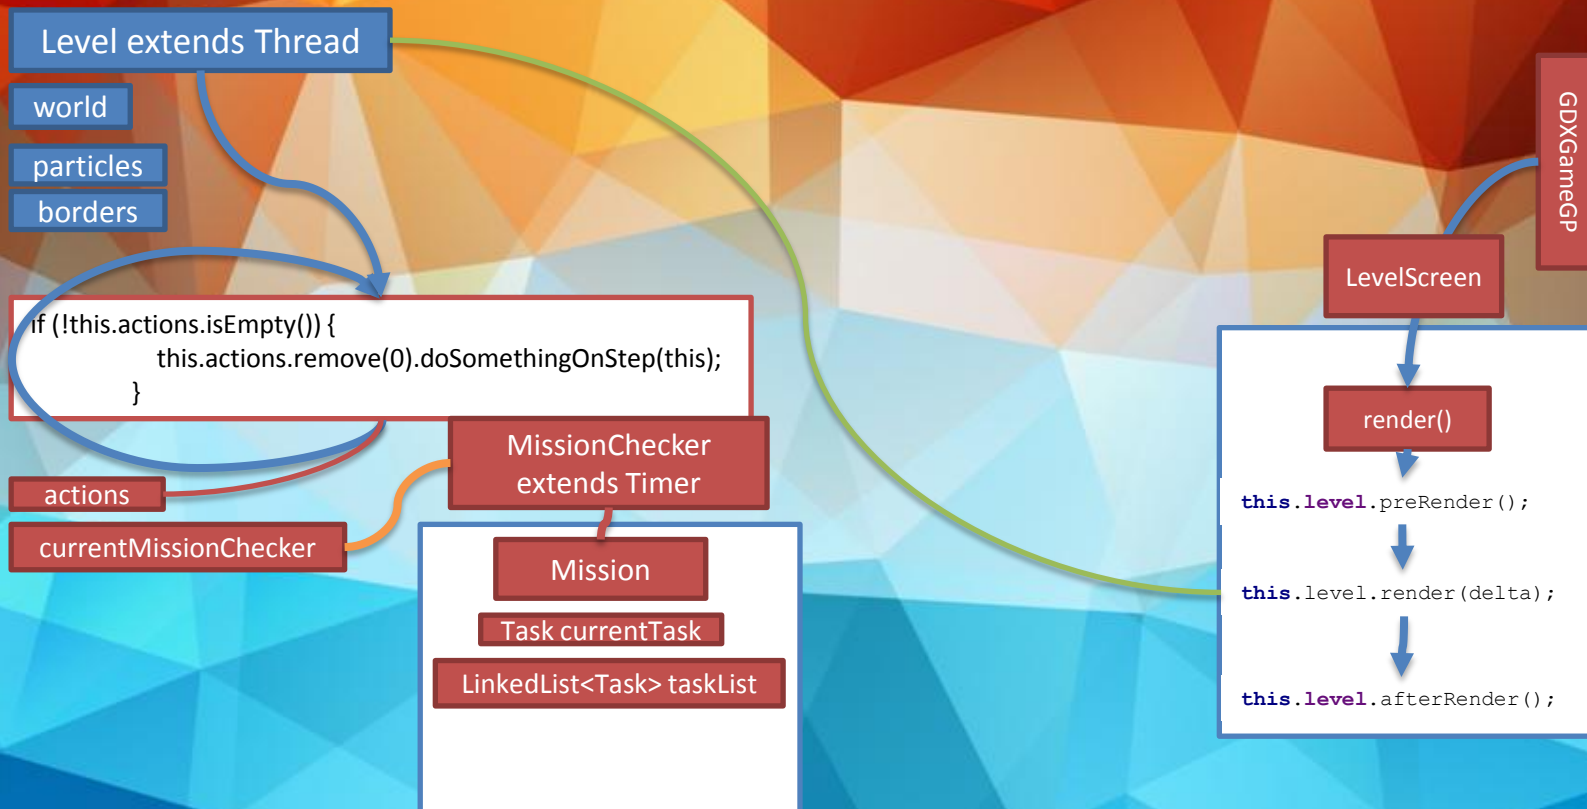 Level extends Thread
world
particles
borders
if (!this.actions.isEmpty()) {
this.actions.remove(0).doSomethingOnStep(this);
}
actions
currentMissionChecker
MissionChecker
extends Timer
Mission
Task currentTask
LinkedList<Task> taskList
GDXGameGP
LevelScreen
render()
this.level.preRender();
this.level.render(delta);
this.level.afterRender();